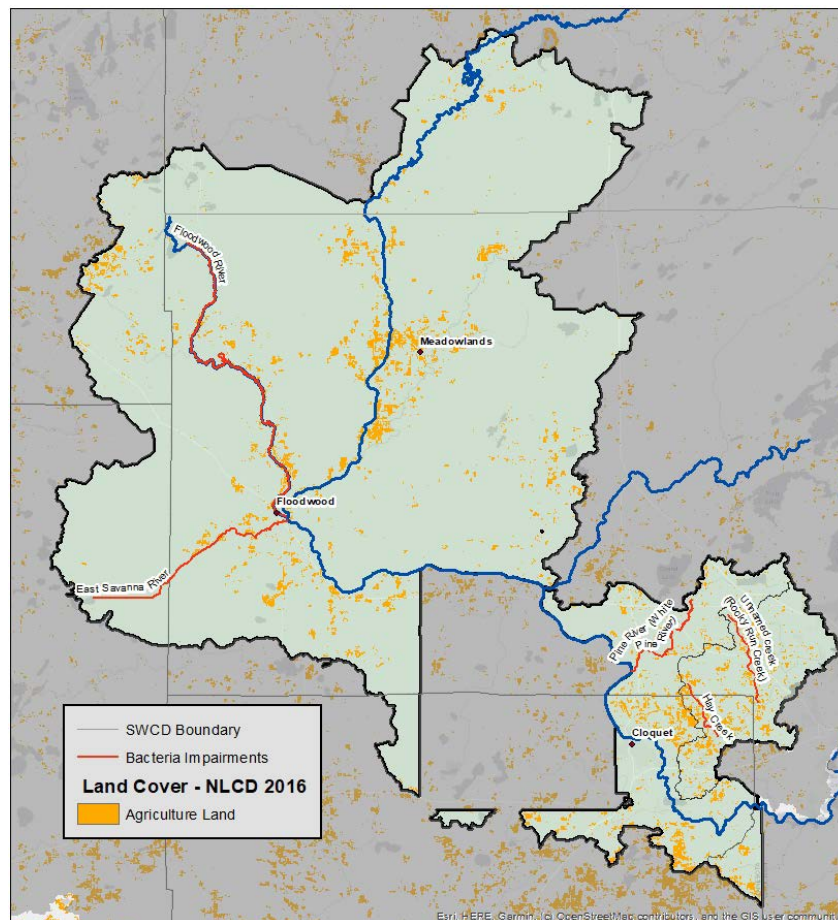 Floodwood River
Meadowlands
Floodwood
East Savanna River
Pine River (White
Pine River)
Unnamed creek
(Rocky Run Creek)
Hay Creek
Cloquet
SWCD Boundary
Bacteria Impairments
Land Cover - NLCD 2016
Agriculture Land
Esri, HERE, Garmin, (c) OpenStreetMap contributors, and the GIS user